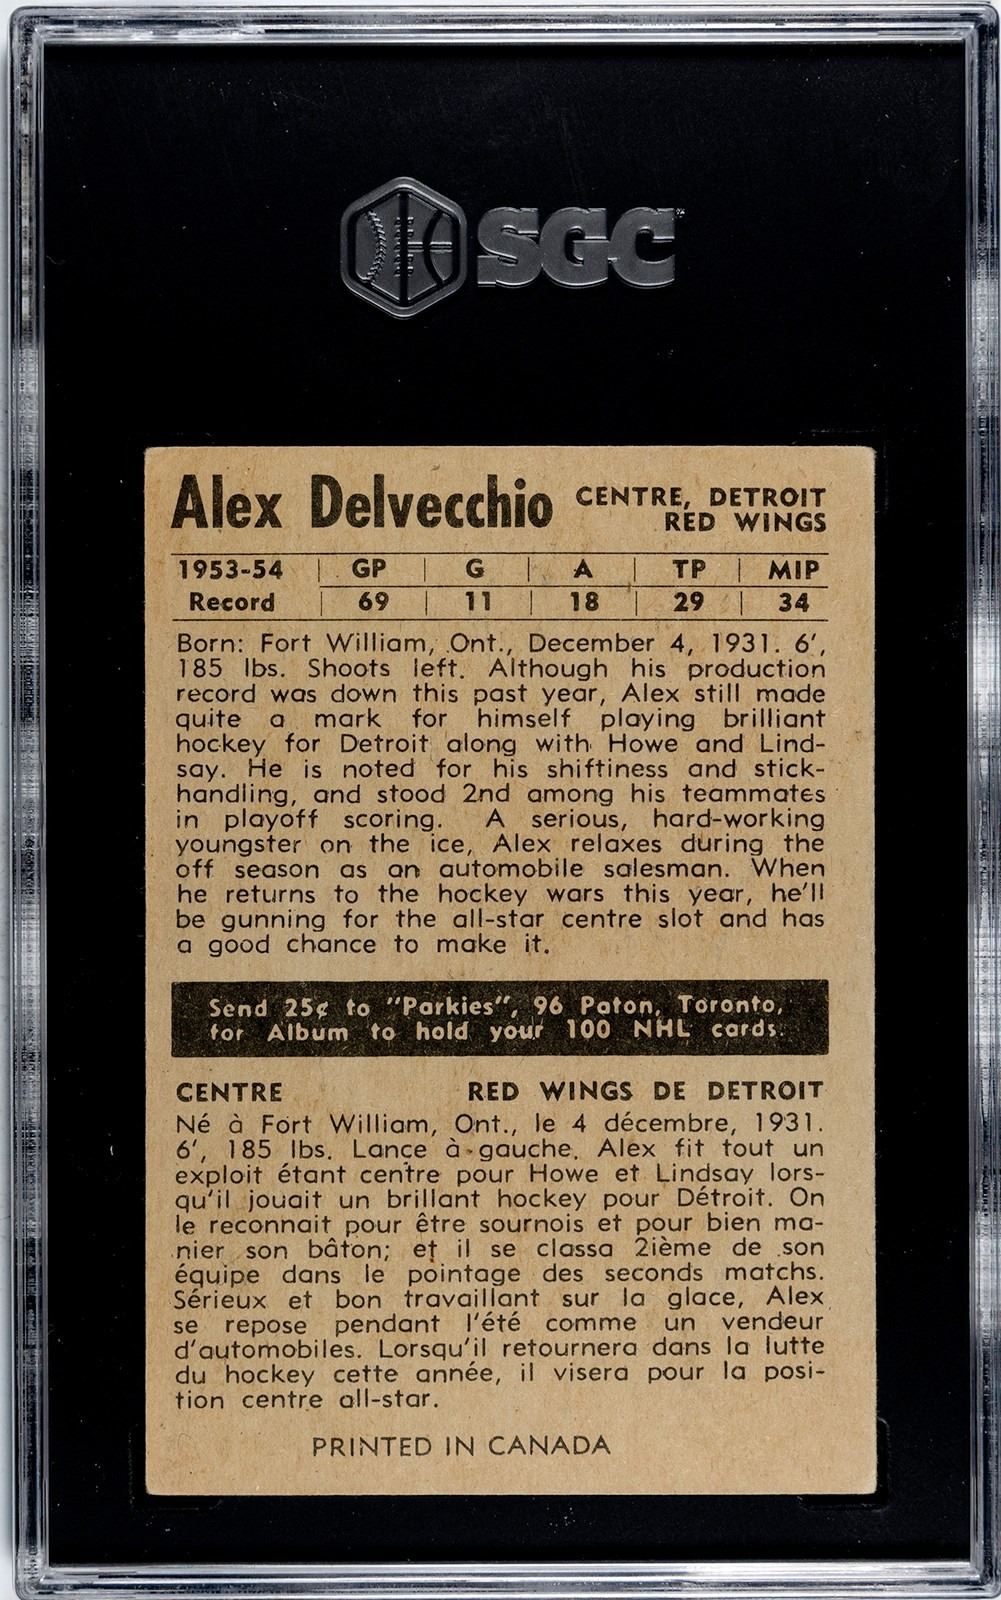 SGC
Alex Delvecchio CENTRE, DETROIT
RED WINGS
1953-54 | GP | G | A | TP | MIP
Record | 69 | 11 | 18 | 29 | 34
Born: Fort William, Ont., December 4, 1931. 6',
185 lbs. Shoots left. Although his production
record was down this past year, Alex still made
quite a mark for himself playing brilliant
hockey for Detroit along with Howe and Lind-
say. He is noted for his shiftiness and stick-
handling, and stood 2nd among his teammates
in playoff scoring. A serious, hard-working
youngster on the ice, Alex relaxes during the
off season as an automobile salesman. When
he returns to the hockey wars this year, he'll
be gunning for the all-star centre slot and has
a good chance to make it.
Send 25¢ to "Parkies", 96 Paton, Toronto,
for Album to hold your 100 NHL cards.
CENTRE RED WINGS DE DETROIT
Né à Fort William, Ont., le 4 décembre, 1931.
6', 185 lbs. Lance à gauche. Alex fit tout un
exploit étant centre pour Howe et Lindsay lors-
qu'il jouait un brillant hockey pour Détroit. On
le reconnait pour être sournois et pour bien ma-
nier son bâton; et il se classa 2ième de son
équipe dans le pointage des seconds matchs.
Sérieux et bon travaillant sur la glace, Alex
se repose pendant l'été comme un vendeur
d'automobiles. Lorsqu'il retournera dans la lutte
du hockey cette année, il visera pour la posi-
tion centre all-star.
PRINTED IN CANADA